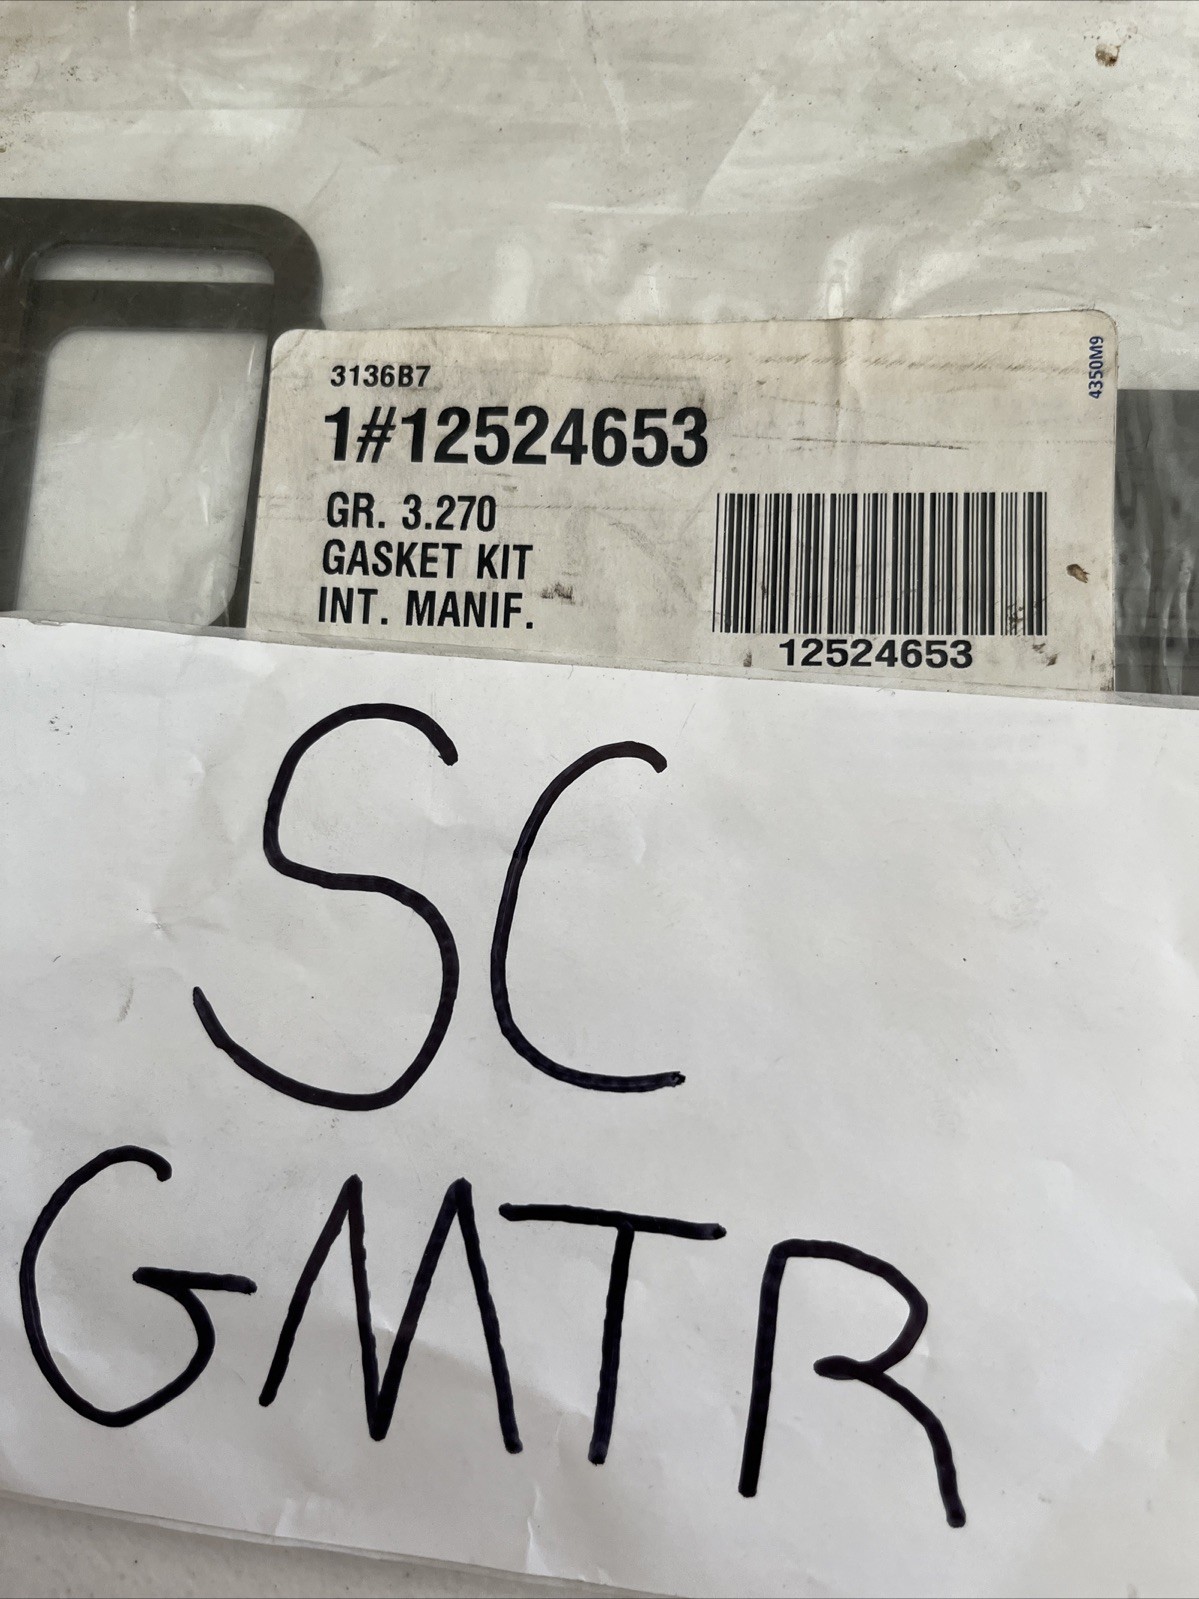 3136B7
1#12524653
GR. 3.270
GASKET KIT
INT. MANIF.
12524653
4350M9
SC
GMTR